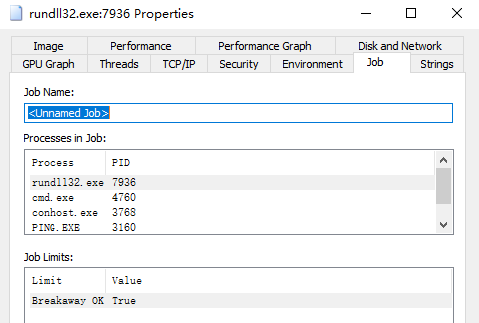 rundll32.exe:7936 Properties
Image Performance Performance Graph Disk and Network
GPU Graph Threads TCP/IP Security Environment Job Strings
Job Name:
<Unnamed Job>
Processes in Job:
Process PID
rundll32.exe 7936
cmd.exe 4760
conhost.exe 3768
PING.EXE 3160
Job Limits:
Limit Value
Breakaway OK True